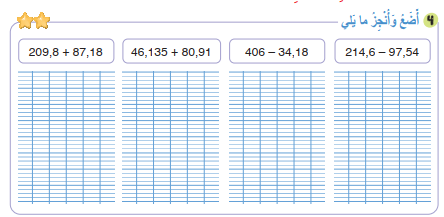 4 أَضَعُ وَأُنْجِزُ ما يَلي
209,8 + 87,18
46,135 + 80,91
406 – 34,18
214,6 – 97,54